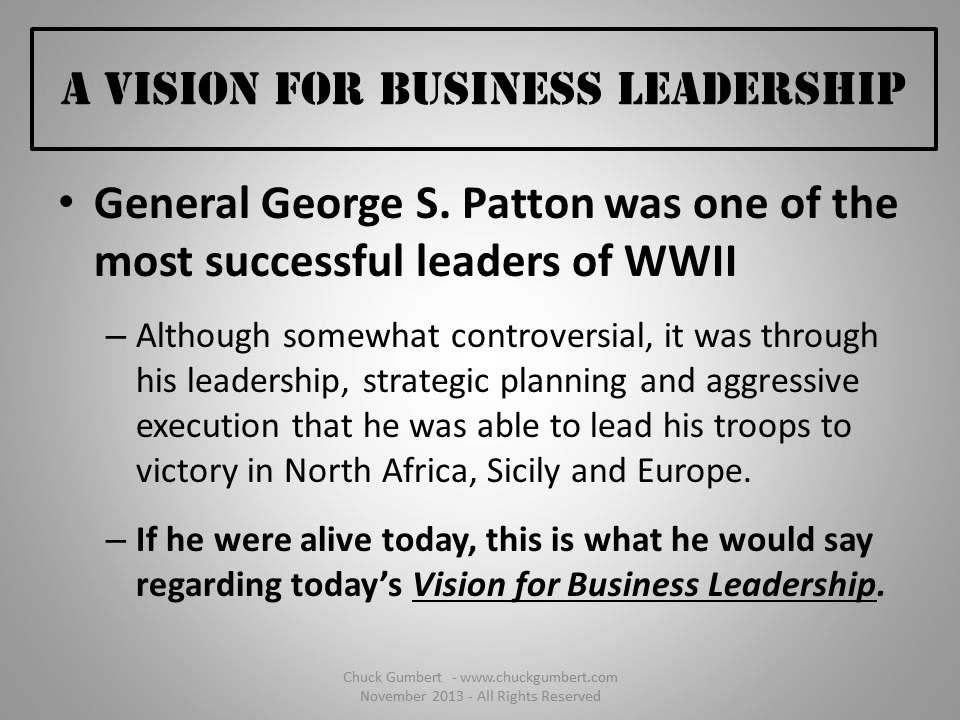 A VISION FOR BUSINESS LEADERSHIP
• General George S. Patton was one of the
most successful leaders of WWII
– Although somewhat controversial, it was through
his leadership, strategic planning and aggressive
execution that he was able to lead his troops to
victory in North Africa, Sicily and Europe.
– If he were alive today, this is what he would say
regarding today’s Vision for Business Leadership.
Chuck Gumbert - www.chuckgumbert.com
November 2013 - All Rights Reserved